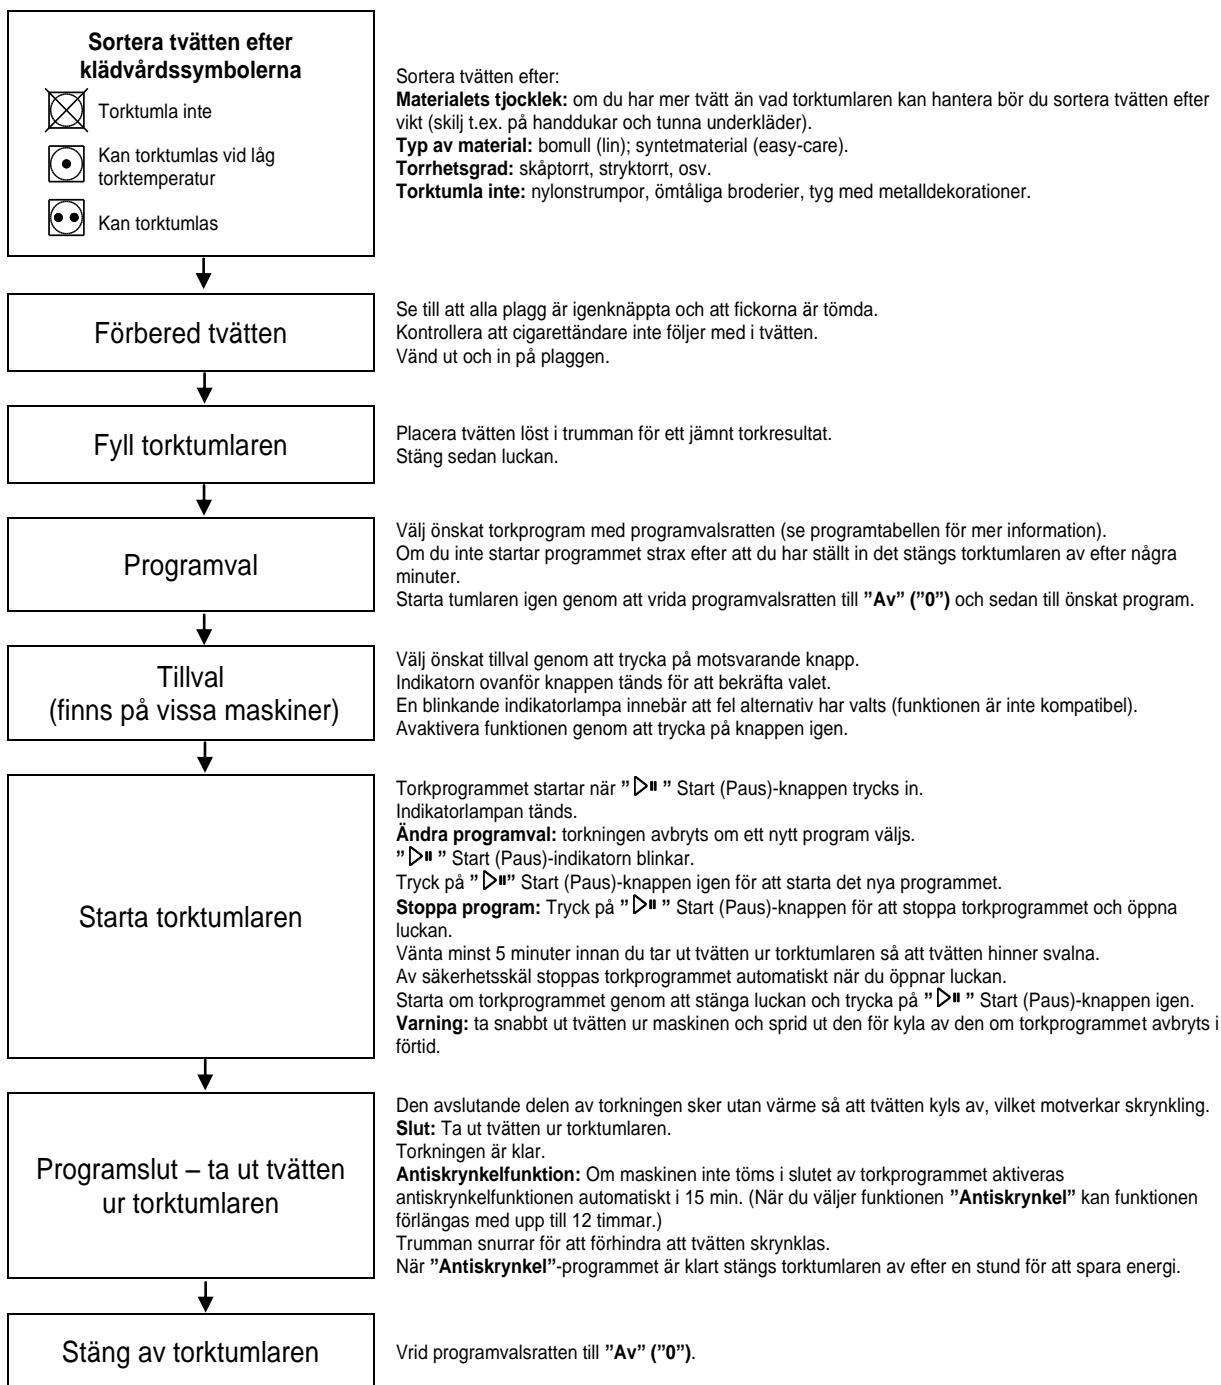 Sortera tvätten efter
klädvårdssymbolerna
Torktumla inte
Kan torktumlas vid låg
torktemperatur
Kan torktumlas
Sortera tvätten efter:
Materialets tjocklek: om du har mer tvätt än vad torktumlaren kan hantera bör du sortera tvätten efter
vikt (skilj t.ex. på handdukar och tunna underkläder).
Typ av material: bomull (lin); syntetmaterial (easy-care).
Torrhetsgrad: skåptorrt, stryktorrt, osv.
Torktumla inte: nylonstrumpor, ömtåliga broderier, tyg med metalldekorationer.
Förbered tvätten
Se till att alla plagg är igenknäppta och att fickorna är tömda.
Kontrollera att cigarettändare inte följer med i tvätten.
Vänd ut och in på plaggen.
Fyll torktumlaren
Placera tvätten löst i trumman för ett jämnt torkresultat.
Stäng sedan luckan.
Programval
Välj önskat torkprogram med programvalsratten (se programtabellen för mer information).
Om du inte startar programmet strax efter att du har ställt in det stängs torktumlaren av efter några
minuter.
Starta tumlaren igen genom att vrida programvalsratten till ”Av” (”0”) och sedan till önskat program.
Tillval
(finns på vissa maskiner)
Välj önskat tillval genom att trycka på motsvarande knapp.
Indikatorn ovanför knappen tänds för att bekräfta valet.
En blinkande indikatorlampa innebär att fel alternativ har valts (funktionen är inte kompatibel).
Avaktivera funktionen genom att trycka på knappen igen.
Starta torktumlaren
Torkprogrammet startar när ” ” Start (Paus)-knappen trycks in.
Indikatorlampan tänds.
Ändra programval: torkningen avbryts om ett nytt program väljs.
” ” Start (Paus)-indikatorn blinkar.
Tryck på ” ” Start (Paus)-knappen igen för att starta det nya programmet.
Stoppa program: Tryck på ” ” Start (Paus)-knappen för att stoppa torkprogrammet och öppna
luckan.
Vänta minst 5 minuter innan du tar ut tvätten ur torktumlaren så att tvätten hinner svalna.
Av säkerhetsskäl stoppas torkprogrammet automatiskt när du öppnar luckan.
Starta om torkprogrammet genom att stänga luckan och trycka på ” ” Start (Paus)-knappen igen.
Varning: ta snabbt ut tvätten ur maskinen och sprid ut den för kyla av den om torkprogrammet avbryts i
förtid.
Programslut – ta ut tvätten
ur torktumlaren
Den avslutande delen av torkningen sker utan värme så att tvätten kyls av, vilket motverkar skrynkling.
Slut: Ta ut tvätten ur torktumlaren.
Torkningen är klar.
Antiskrynkelfunktion: Om maskinen inte töms i slutet av torkprogrammet aktiveras
antiskrynkelfunktionen automatiskt i 15 min. (När du väljer funktionen ”Antiskrynkel” kan funktionen
förlängas med upp till 12 timmar.)
Trumman snurrar för att förhindra att tvätten skrynklas.
När ”Antiskrynkel”-programmet är klart stängs torktumlaren av efter en stund för att spara energi.
Stäng av torktumlaren
Vrid programvalsratten till ”Av” (”0”).